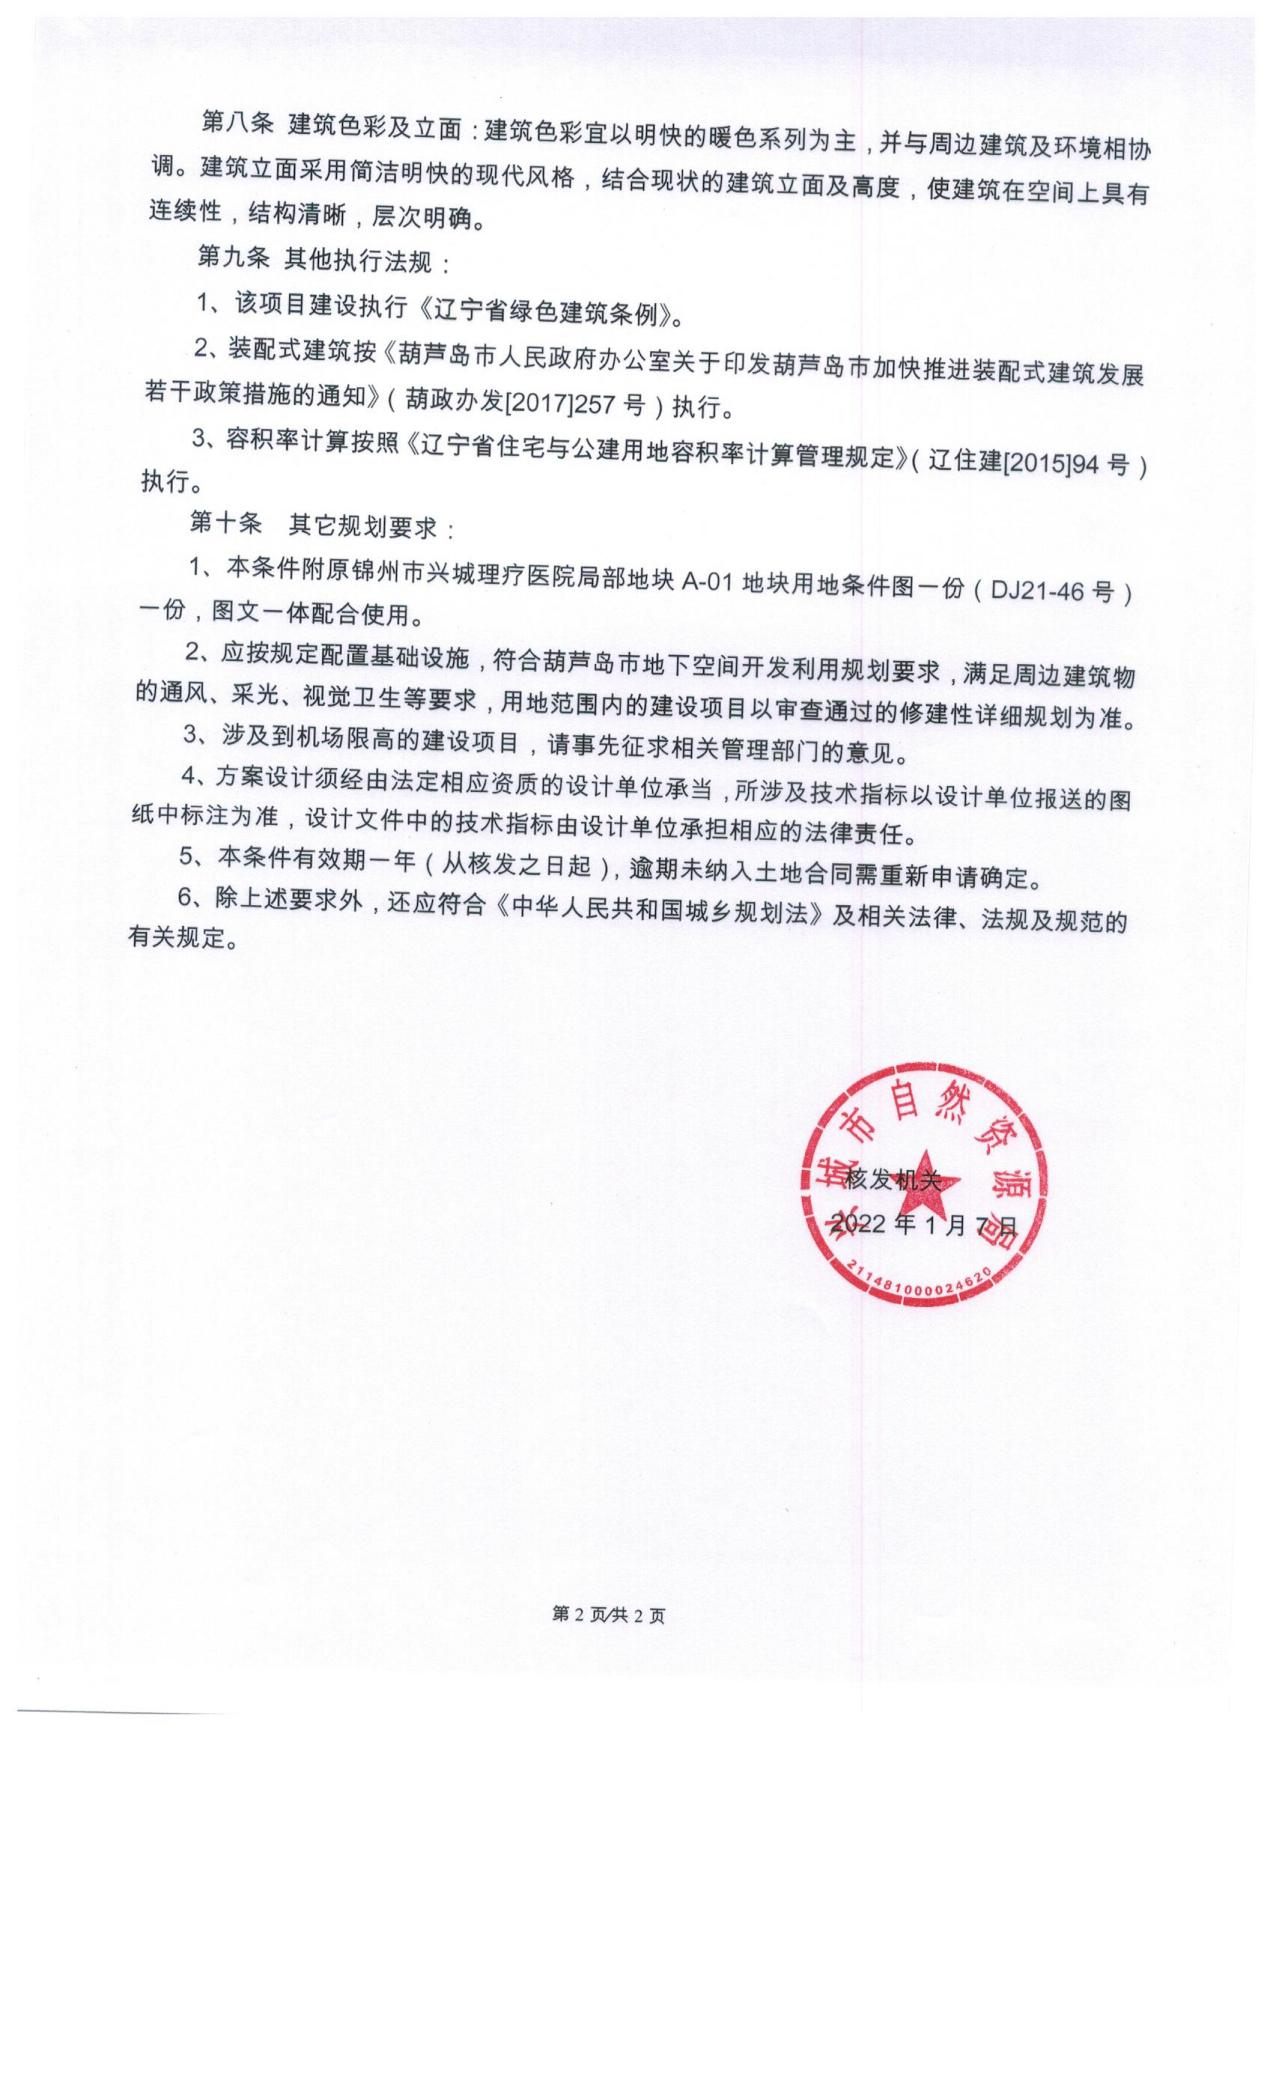 第八条 建筑色彩及立面：建筑色彩宜以明快的暖色系列为主，并与周边建筑及环境相协
调。建筑立面采用简洁明快的现代风格，结合现状的建筑立面及高度，使建筑在空间上具有
连续性，结构清晰，层次明确。
第九条 其他执行法规：
1、该项目建设执行《辽宁省绿色建筑条例》。
2、装配式建筑按《葫芦岛市人民政府办公室关于印发葫芦岛市加快推进装配式建筑发展
若干政策措施的通知》（葫政办发[2017]257 号）执行。
3、容积率计算按照《辽宁省住宅与公建用地容积率计算管理规定》（辽住建[2015]94 号）
执行。
第十条 其它规划要求：
1、本条件附原锦州市兴城理疗医院局部地块 A-01 地块用地条件图一份（DJ21-46 号）
一份，图文一体配合使用。
2、应按规定配置基础设施，符合葫芦岛市地下空间开发利用规划要求，满足周边建筑物
的通风、采光、视觉卫生等要求，用地范围内的建设项目以审查通过的修建性详细规划为准。
3、涉及到机场限高的建设项目，请事先征求相关管理部门的意见。
4、方案设计须经由法定相应资质的设计单位承当，所涉及技术指标以设计单位报送的图
纸中标注为准，设计文件中的技术指标由设计单位承担相应的法律责任。
5、本条件有效期一年（从核发之日起），逾期未纳入土地合同需重新申请确定。
6、除上述要求外，还应符合《中华人民共和国城乡规划法》及相关法律、法规及规范的
有关规定。
兴城市自然资源局
核发机关
2022 年 1 月 7 日
211481000024620
第 2 页/共 2 页